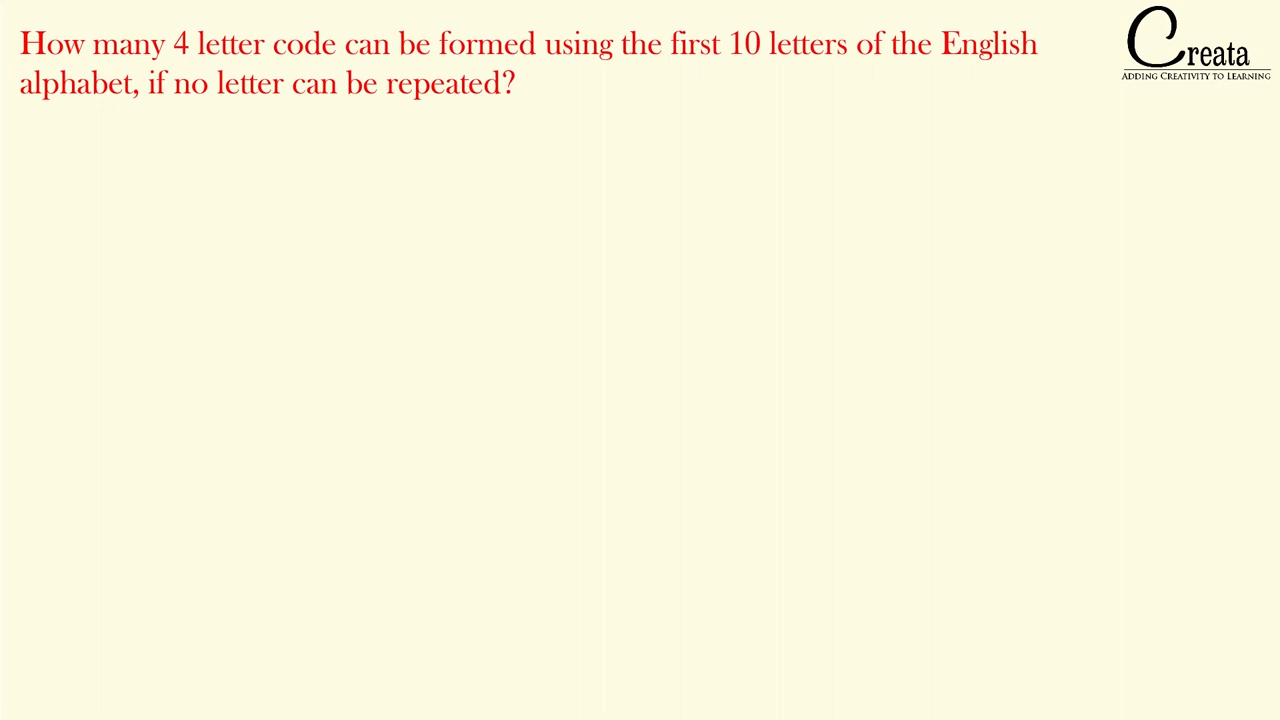 How many 4 letter code can be formed using the first 10 letters of the English
alphabet, if no letter can be repeated?
Creata
ADDING CREATIVITY TO LEARNING